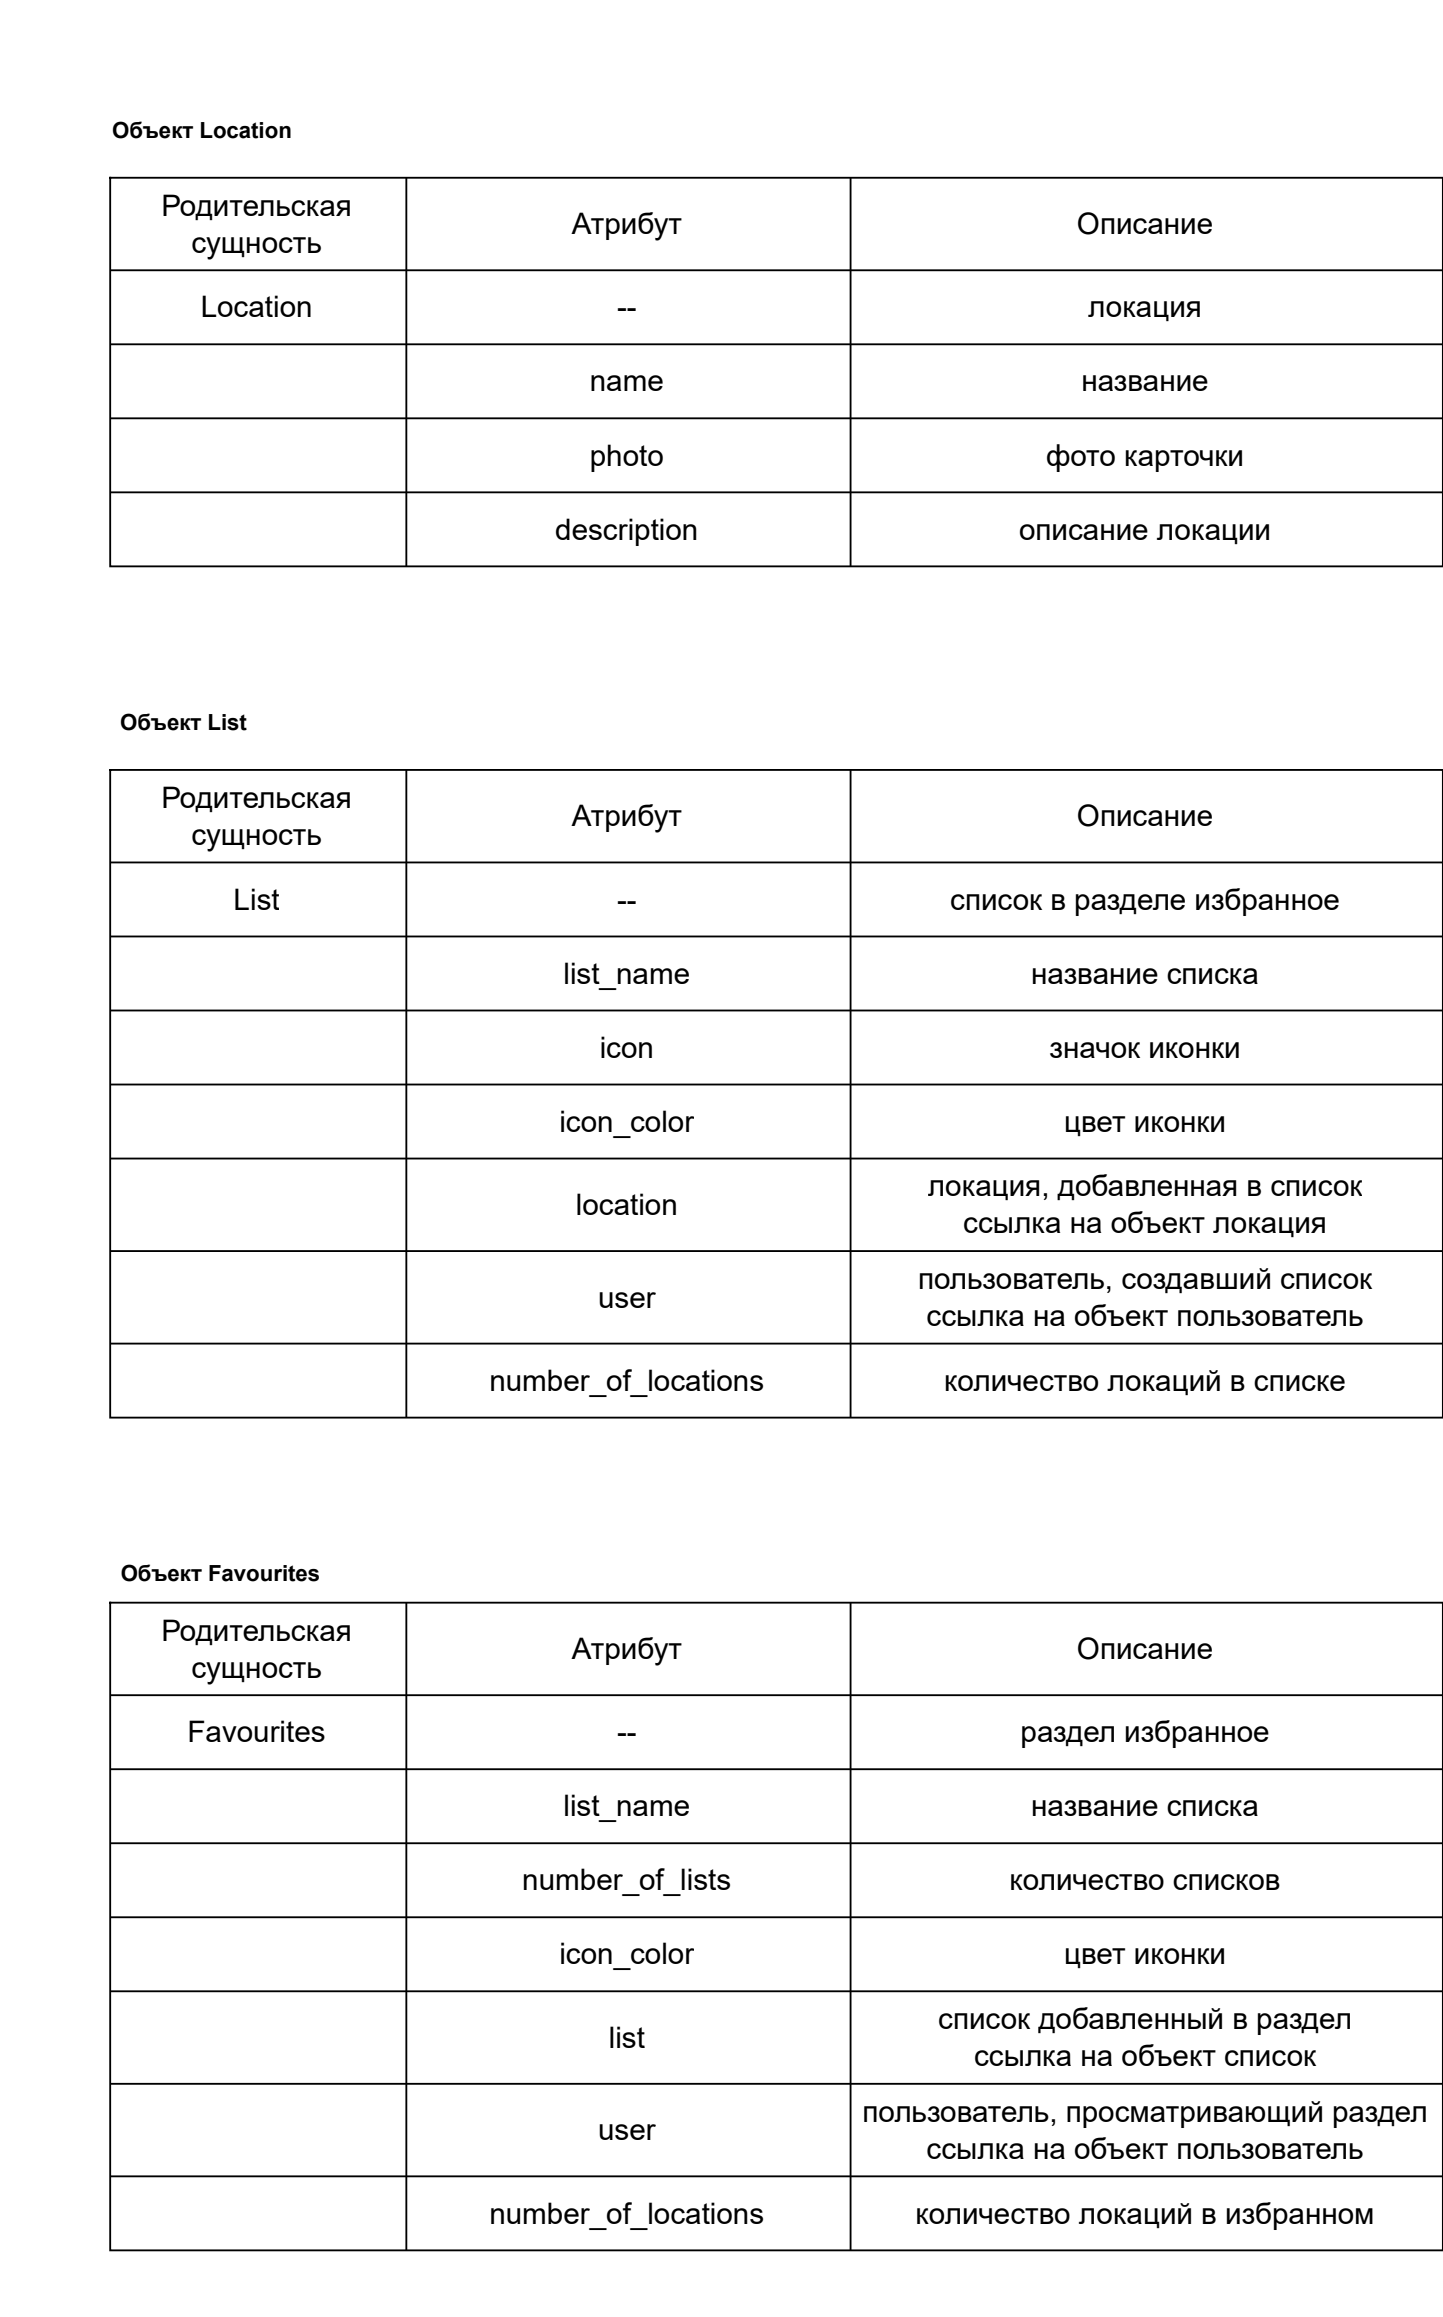 Объект Location
Родительская
сущность
Атрибут
Описание
Location
--
локация
name
название
photo
фото карточки
description
описание локации
Объект List
Родительская
сущность
Атрибут
Описание
List
--
список в разделе избранное
list_name
название списка
icon
значок иконки
icon_color
цвет иконки
location
локация, добавленная в список
ссылка на объект локация
user
пользователь, создавший список
ссылка на объект пользователь
number_of_locations
количество локаций в списке
Объект Favourites
Родительская
сущность
Атрибут
Описание
Favourites
--
раздел избранное
list_name
название списка
number_of_lists
количество списков
icon_color
цвет иконки
list
список добавленный в раздел
ссылка на объект список
user
пользователь, просматривающий раздел
ссылка на объект пользователь
number_of_locations
количество локаций в избранном